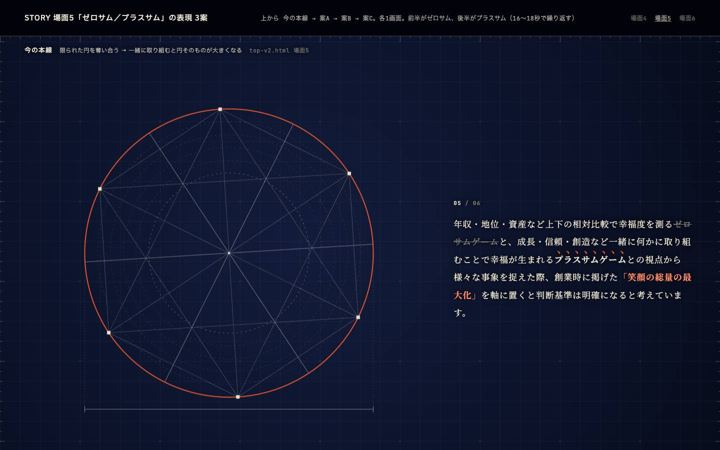 STORY 場面5「ゼロサム／プラスサム」の表現 3案
上から 今の本線 → 案A → 案B → 案C。各1画面。前半がゼロサム、後半がプラスサム（16〜18秒で繰り返す）
場面4 場面5 場面6
今の本線 限られた円を奪い合う → 一緒に取り組むと円そのものが大きくなる top-v2.html 場面5
05 / 06
年収・地位・資産など上下の相対比較で幸福度を測るゼロ
サムゲームと、成長・信頼・創造など一緒に何かに取り組
むことで幸福が生まれるプラスサムゲームとの視点から
様々な事象を捉えた際、創業時に掲げた「笑顔の総量の最
大化」を軸に置くと判断基準は明確になると考えていま
す。